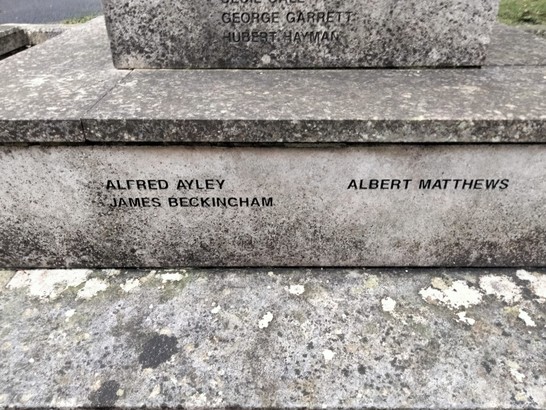 GEORGE GARRETT
HUBERT HAYMAN
ALFRED AYLEY
JAMES BECKINGHAM
ALBERT MATTHEWS